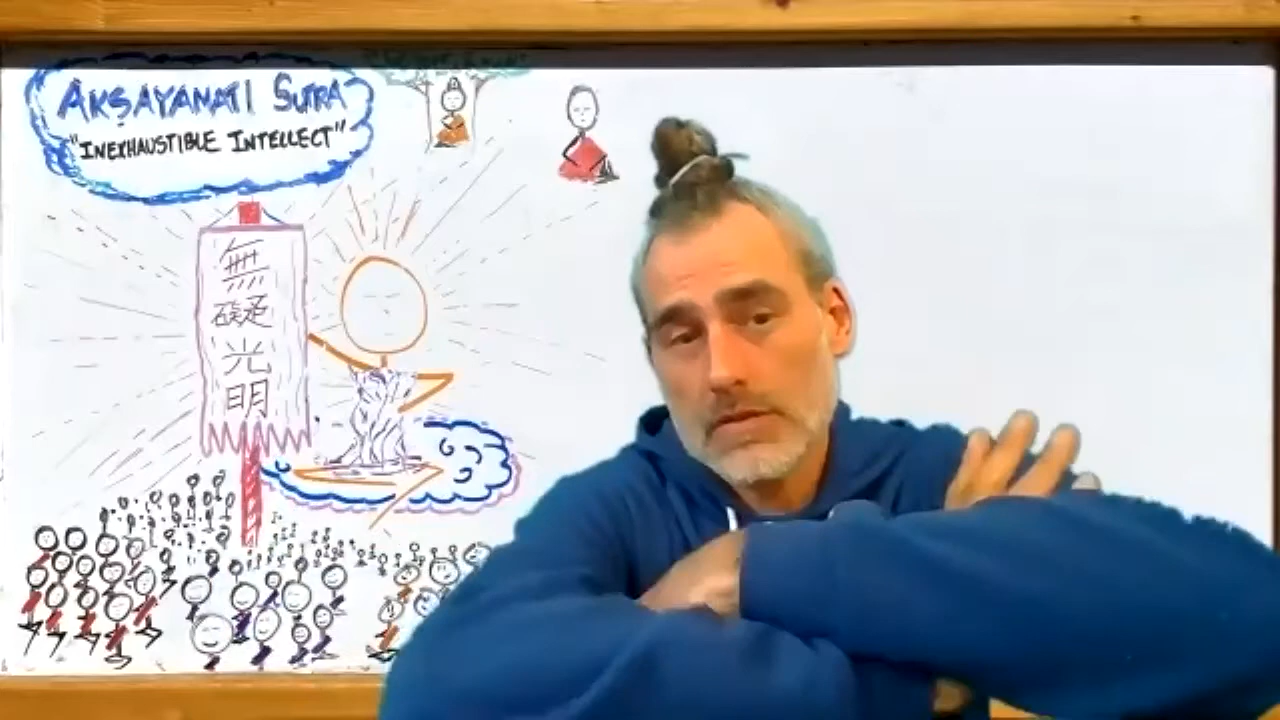 AKṢAYAMATI SUTRA
"INEXHAUSTIBLE INTELLECT"
無
礙
光
明